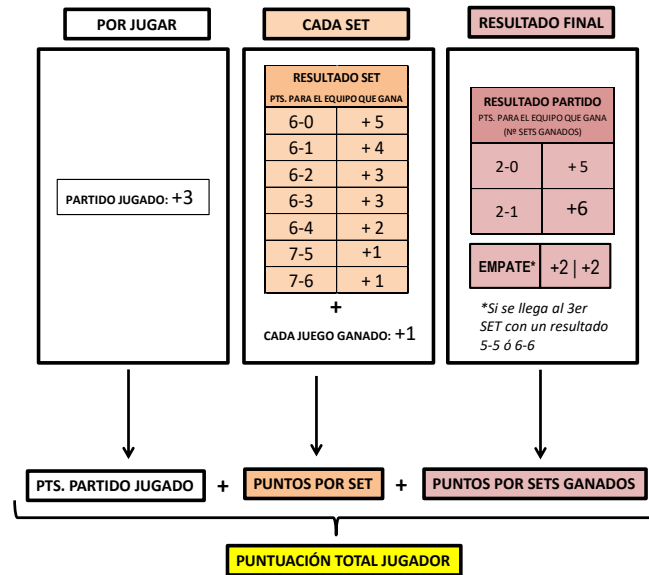 POR JUGAR
PARTIDO JUGADO: +3
CADA SET
RESULTADO SET
PTS. PARA EL EQUIPO QUE GANA
6-0 + 5
6-1 + 4
6-2 + 3
6-3 + 3
6-4 + 2
7-5 +1
7-6 + 1
+
CADA JUEGO GANADO: +1
RESULTADO FINAL
RESULTADO PARTIDO
PTS. PARA EL EQUIPO QUE GANA
(Nº SETS GANADOS)
2-0 + 5
2-1 +6
EMPATE* +2 | +2
*Si se llega al 3er
SET con un resultado
5-5 ó 6-6
PTS. PARTIDO JUGADO + PUNTOS POR SET + PUNTOS POR SETS GANADOS
PUNTUACIÓN TOTAL JUGADOR